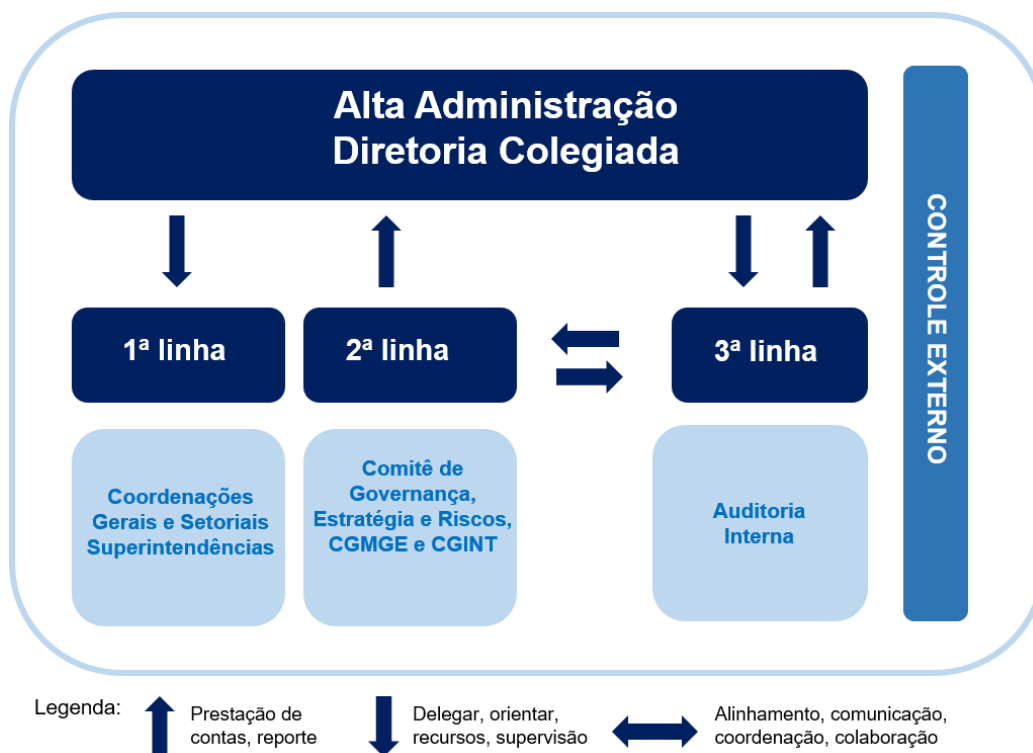 Alta Administração
Diretoria Colegiada
CONTROLE EXTERNO
1ª linha
2ª linha
3ª linha
Coordenações
Gerais e Setoriais
Superintendências
Comitê de
Governança,
Estratégia e Riscos,
CGMGE e CGINT
Auditoria
Interna
Legenda:
Prestação de
contas, reporte
Delegar, orientar,
recursos, supervisão
Alinhamento, comunicação,
coordenação, colaboração